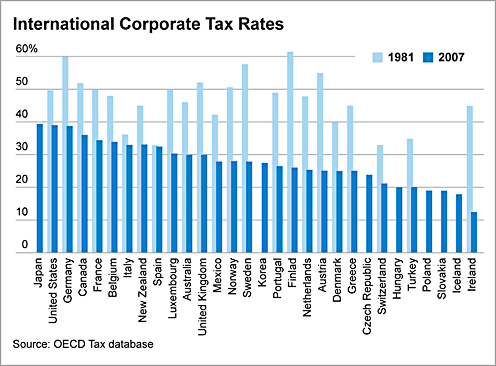 International Corporate Tax Rates
60%
1981
2007
50
40
30
20
10
0
Japan
United States
Germany
Canada
France
Belgium
Italy
New Zealand
Spain
Luxembourg
Australia
United Kingdom
Mexico
Norway
Sweden
Korea
Portugal
Finlad
Netherlands
Austria
Denmark
Greece
Czech Republic
Switzerland
Hungary
Turkey
Poland
Slovakia
Iceland
Ireland
Source: OECD Tax database